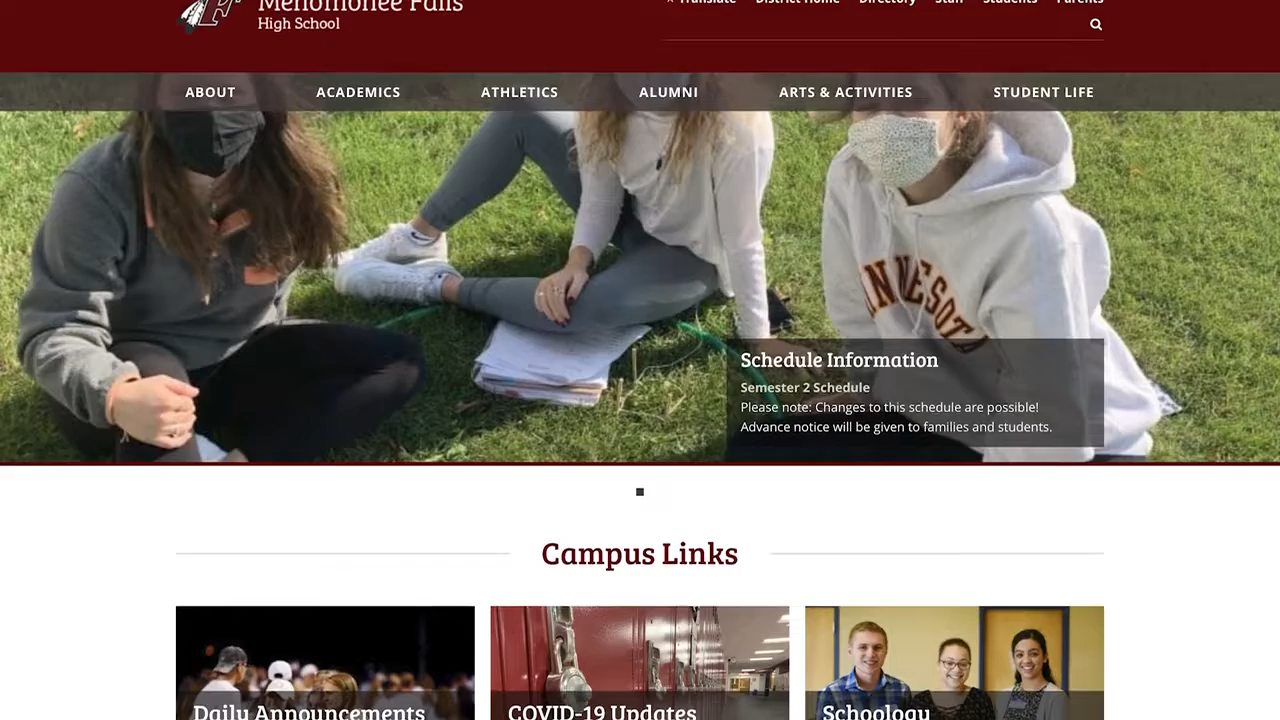 Menomonee Falls
High School
Translate District Home Directory Staff Students Parents
ABOUT ACADEMICS ATHLETICS ALUMNI ARTS & ACTIVITIES STUDENT LIFE
NNESOTA
Schedule Information
Semester 2 Schedule
Please note: Changes to this schedule are possible!
Advance notice will be given to families and students.
Campus Links
Daily Announcements COVID-19 Updates Schoology